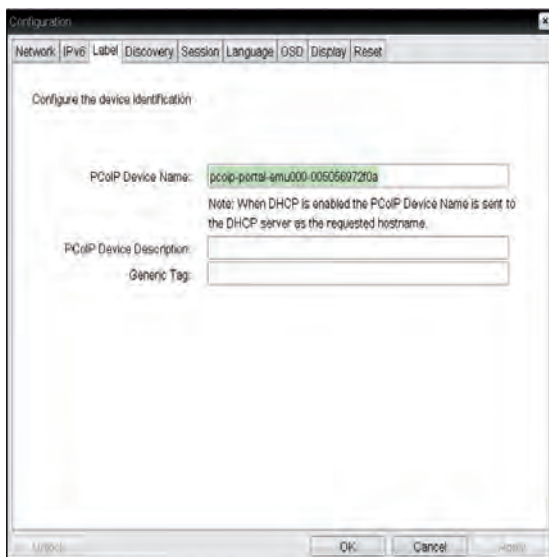 Configuration
Network IPv6 Label Discovery Session Language OSD Display Reset
Configure the device identification
PCoIP Device Name: pcoip-portal-emu000-005056972f0a
Note: When DHCP is enabled the PCoIP Device Name is sent to
the DHCP server as the requested hostname.
PCoIP Device Description:
Generic Tag:
Unlock OK Cancel Apply